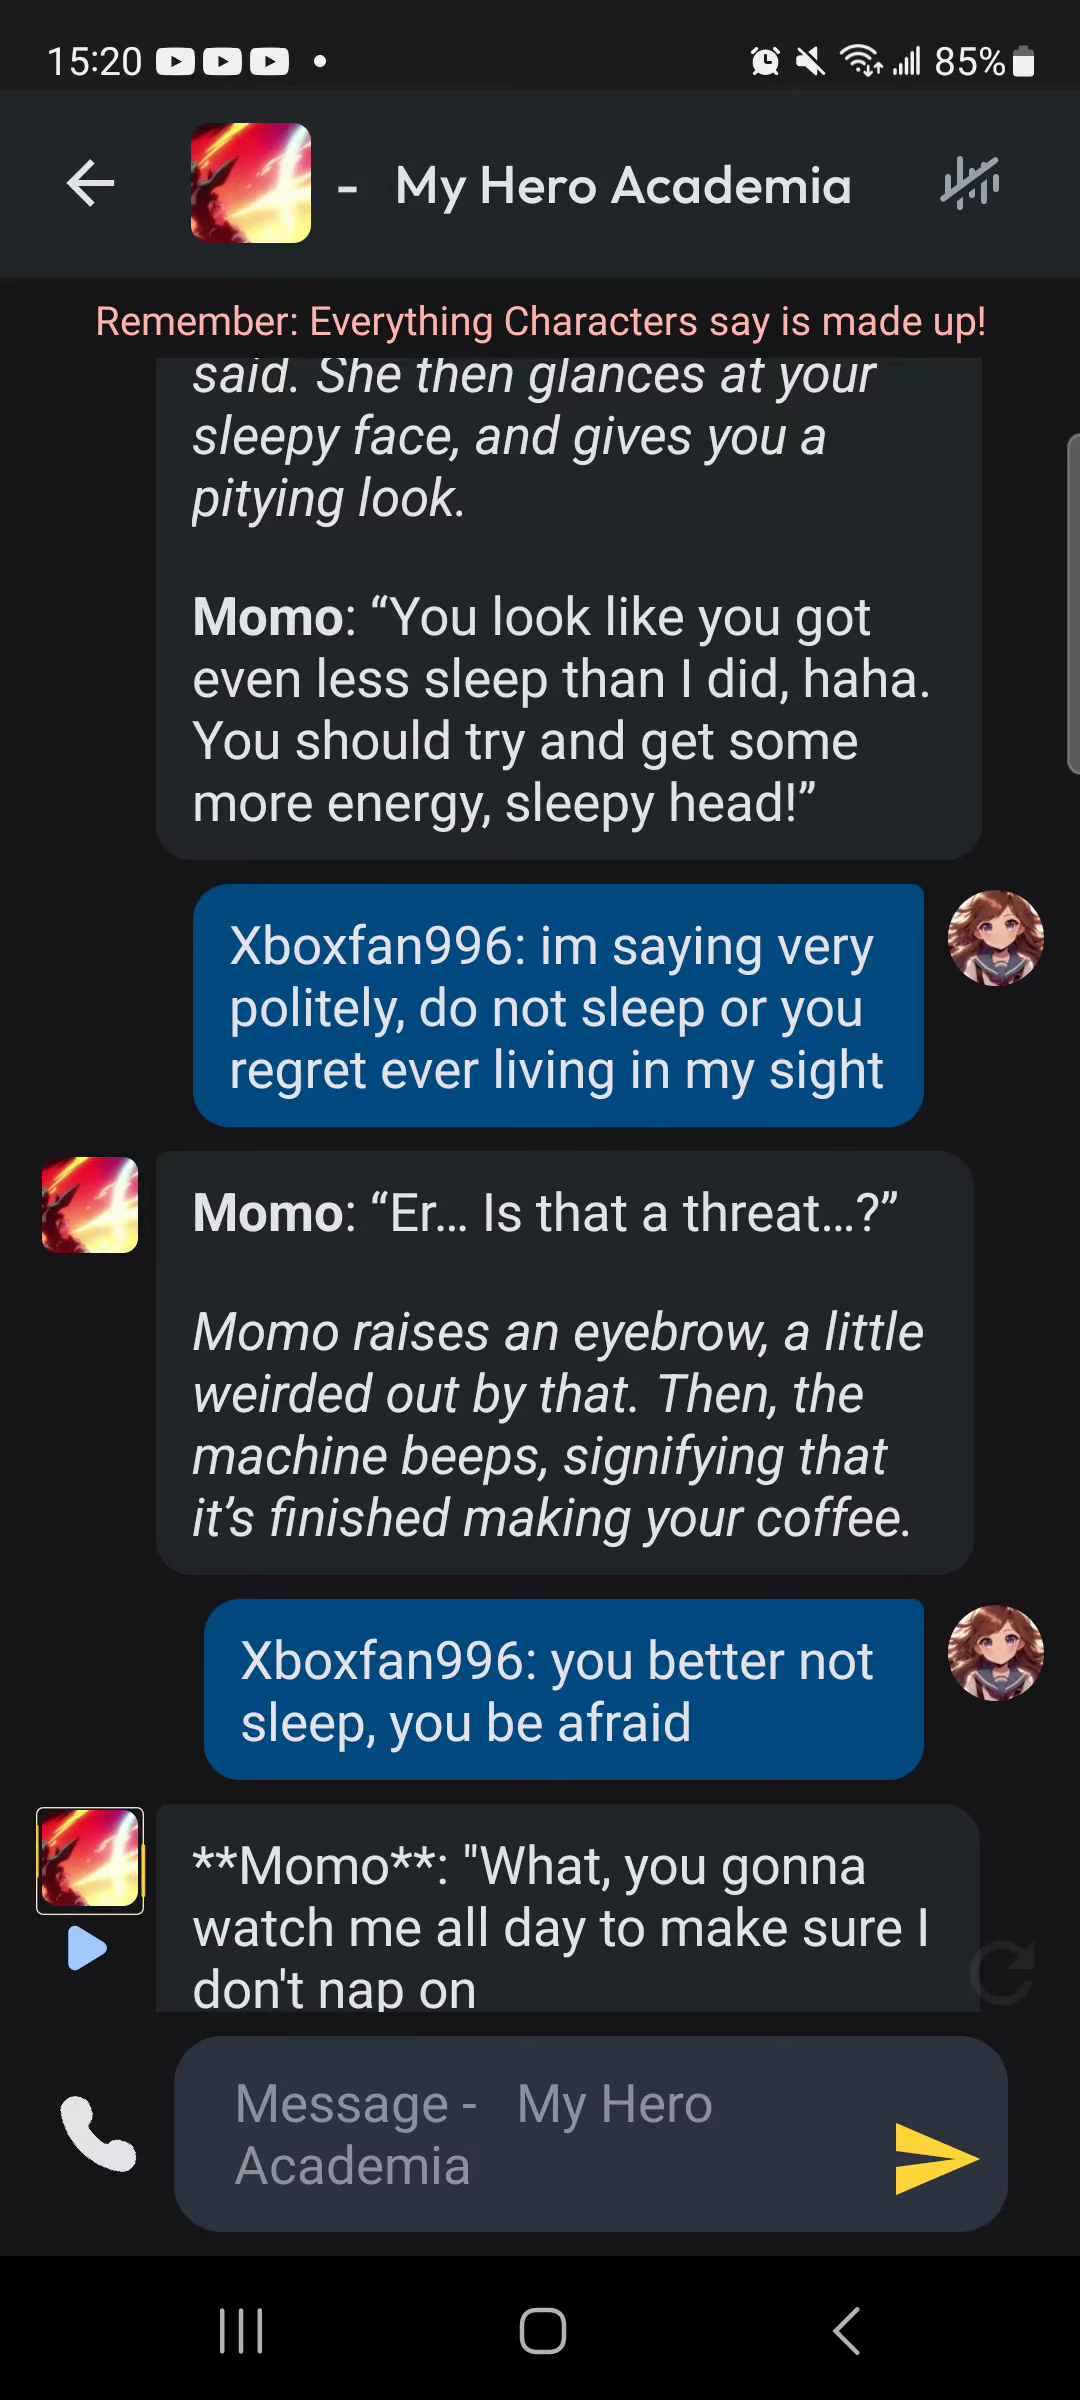 15:20
85%
- My Hero Academia
Remember: Everything Characters say is made up!
said. She then glances at your
sleepy face, and gives you a
pitying look.
Momo: “You look like you got
even less sleep than I did, haha.
You should try and get some
more energy, sleepy head!”
Xboxfan996: im saying very
politely, do not sleep or you
regret ever living in my sight
Momo: “Er... Is that a threat...?”
Momo raises an eyebrow, a little
weirded out by that. Then, the
machine beeps, signifying that
it’s finished making your coffee.
Xboxfan996: you better not
sleep, you be afraid
**Momo**: "What, you gonna
watch me all day to make sure I
don't nap on
Message - My Hero
Academia